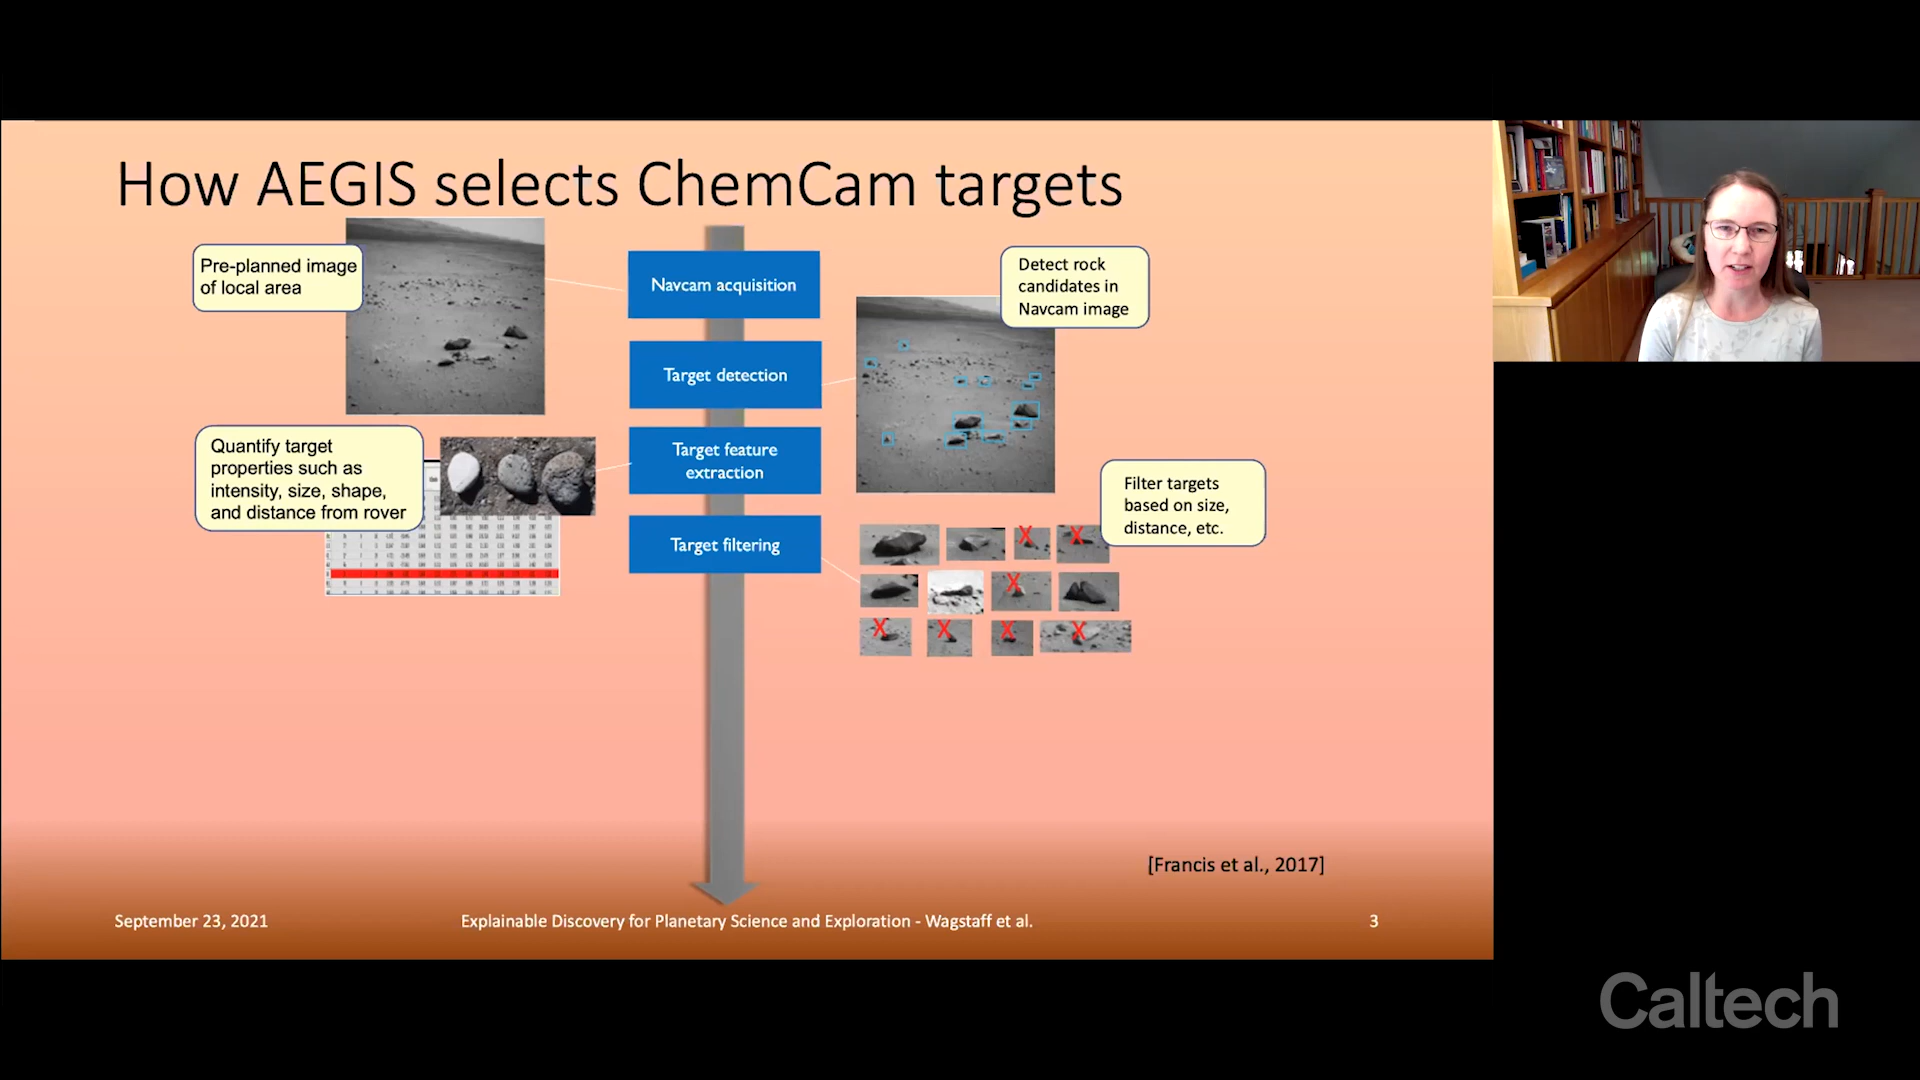 How AEGIS selects ChemCam targets
Pre-planned image
of local area
Navcam acquisition
Detect rock
candidates in
Navcam image
Target detection
Quantify target
properties such as
intensity, size, shape,
and distance from rover
Target feature
extraction
Filter targets
based on size,
distance, etc.
Target filtering
X X
X
X X X X
[Francis et al., 2017]
September 23, 2021
Explainable Discovery for Planetary Science and Exploration - Wagstaff et al.
3
Caltech